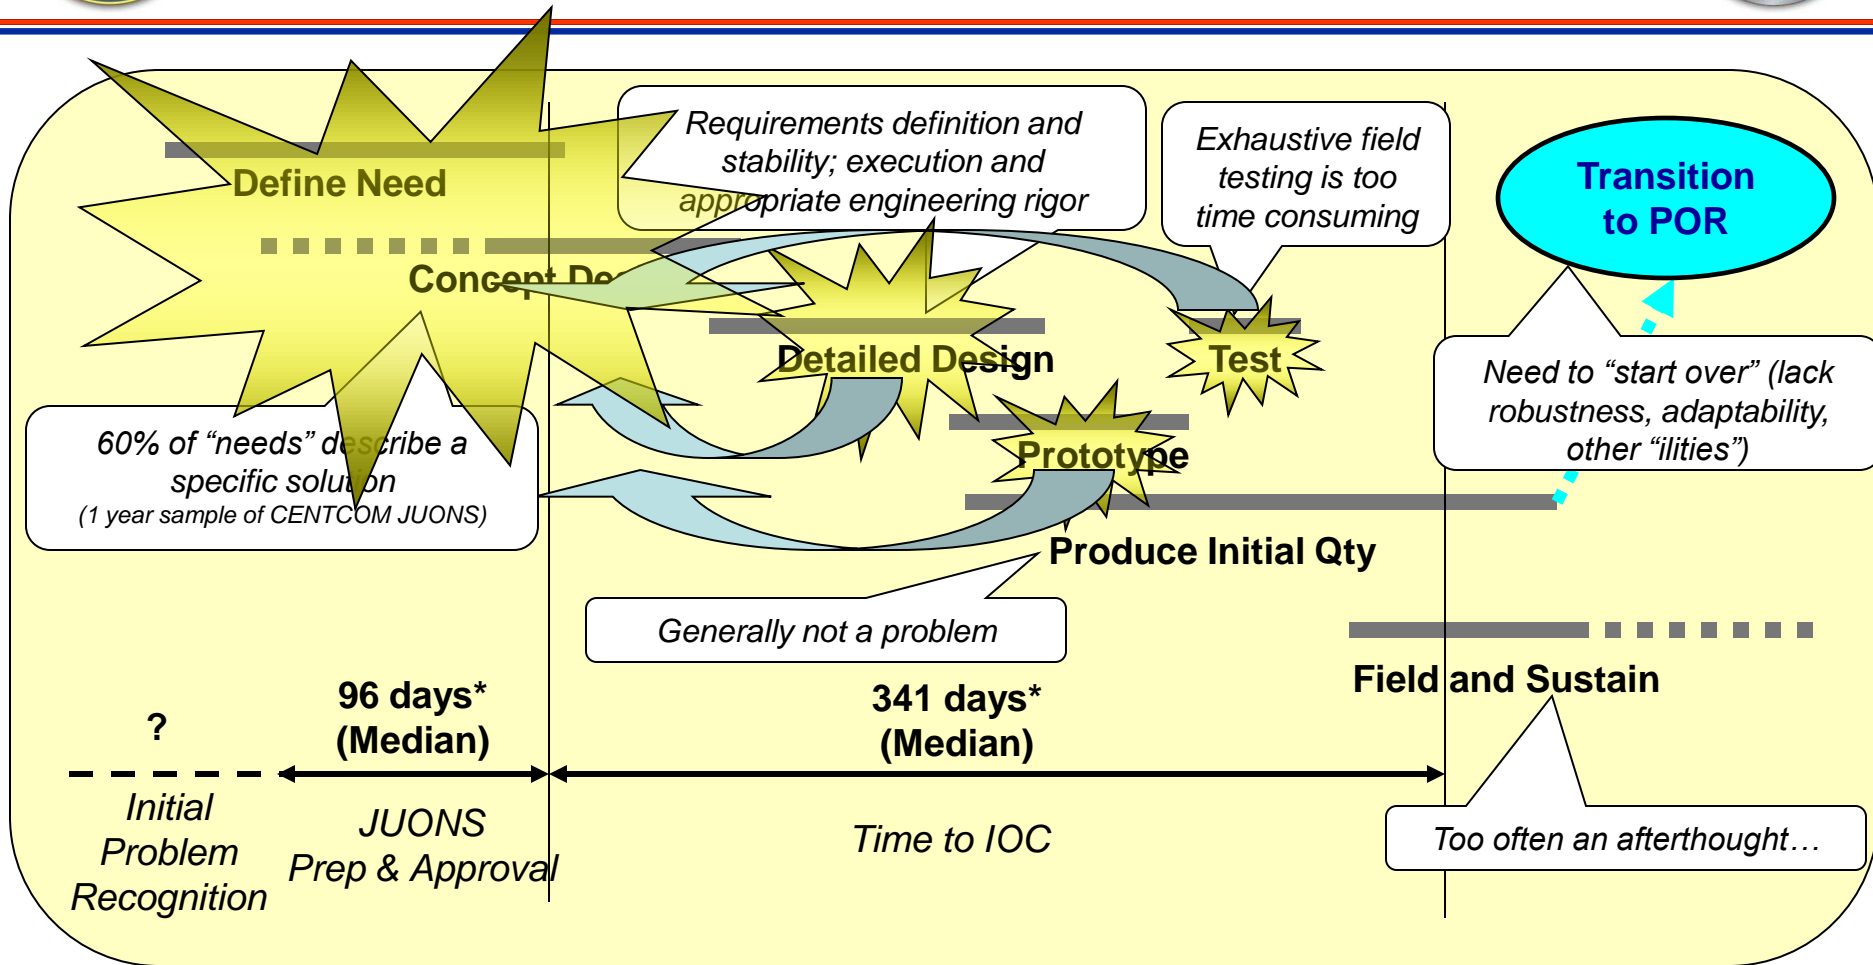 Define Need
Concept Des
Requirements definition and
stability; execution and
appropriate engineering rigor
Exhaustive field
testing is too
time consuming
Transition
to POR
Detailed Design
Test
Prototype
Produce Initial Qty
60% of “needs” describe a
specific solution
(1 year sample of CENTCOM JUONS)
Need to “start over” (lack
robustness, adaptability,
other “ilities”)
Generally not a problem
Field and Sustain
?
96 days*
(Median)
341 days*
(Median)
Initial
Problem
Recognition
JUONS
Prep & Approval
Time to IOC
Too often an afterthought…